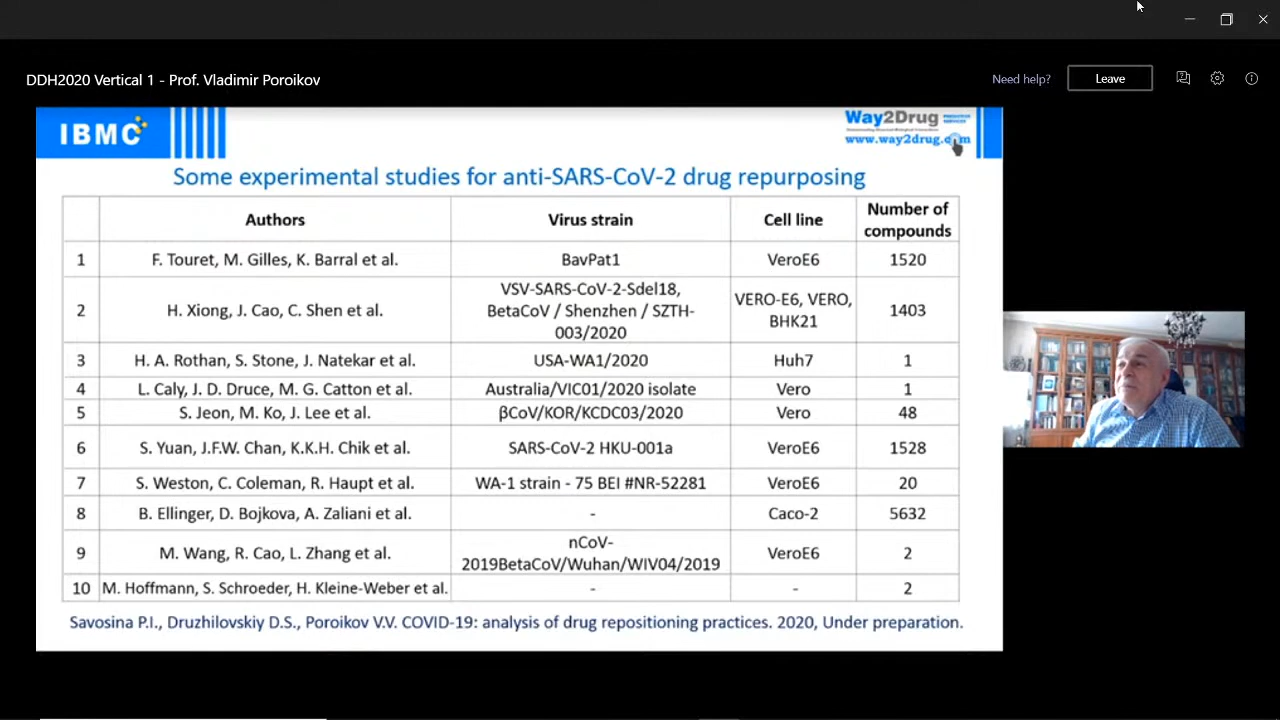 DDH2020 Vertical 1 - Prof. Vladimir Poroikov
Need help?
Leave
IBMC
Way2Drug
www.way2drug.com
Some experimental studies for anti-SARS-CoV-2 drug repurposing
Authors Virus strain Cell line Number of compounds
1 F. Touret, M. Gilles, K. Barral et al. BavPat1 VeroE6 1520
2 H. Xiong, J. Cao, C. Shen et al. VSV-SARS-CoV-2-Sdel18, BetaCoV / Shenzhen / SZTH-003/2020 VERO-E6, VERO, BHK21 1403
3 H. A. Rothan, S. Stone, J. Natekar et al. USA-WA1/2020 Huh7 1
4 L. Caly, J. D. Druce, M. G. Catton et al. Australia/VIC01/2020 isolate Vero 1
5 S. Jeon, M. Ko, J. Lee et al. βCoV/KOR/KCDC03/2020 Vero 48
6 S. Yuan, J.F.W. Chan, K.K.H. Chik et al. SARS-CoV-2 HKU-001a VeroE6 1528
7 S. Weston, C. Coleman, R. Haupt et al. WA-1 strain - 75 BEI #NR-52281 VeroE6 20
8 B. Ellinger, D. Bojkova, A. Zaliani et al. - Caco-2 5632
9 M. Wang, R. Cao, L. Zhang et al. nCoV-2019BetaCoV/Wuhan/WIV04/2019 VeroE6 2
10 M. Hoffmann, S. Schroeder, H. Kleine-Weber et al. - - 2
Savosina P.I., Druzhilovskiy D.S., Poroikov V.V. COVID-19: analysis of drug repositioning practices. 2020, Under preparation.